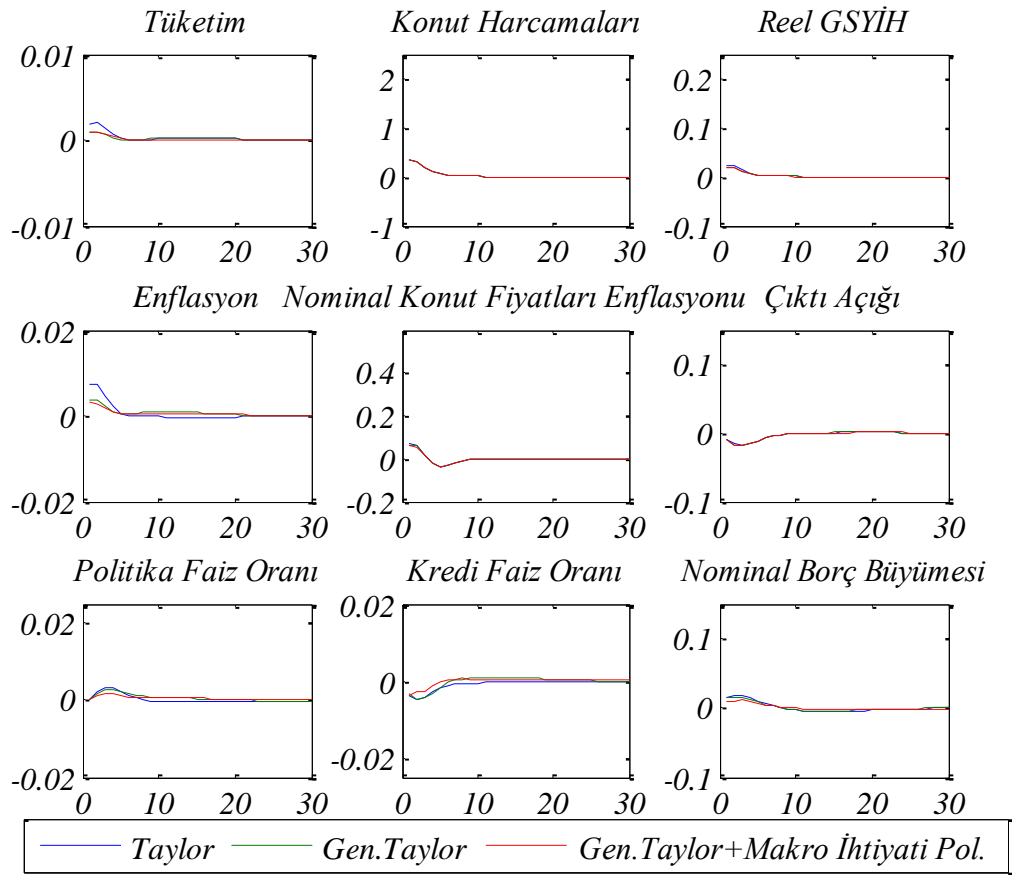 Tüketim Konut Harcamaları Reel GSYİH
0.01 2 0.2
0 1 0.1
0 0
-0.01 -1 -0.1
0 10 20 30 0 10 20 30 0 10 20 30
Enflasyon Nominal Konut Fiyatları Enflasyonu Çıktı Açığı
0.02 0.4 0.1
0 0.2 0
0
-0.02 -0.2 -0.1
0 10 20 30 0 10 20 30 0 10 20 30
Politika Faiz Oranı Kredi Faiz Oranı Nominal Borç Büyümesi
0.02 0.02 0.1
0 0 0
-0.02 -0.02 -0.1
0 10 20 30 0 10 20 30 0 10 20 30
Taylor Gen.Taylor Gen.Taylor+Makro İhtiyati Pol.